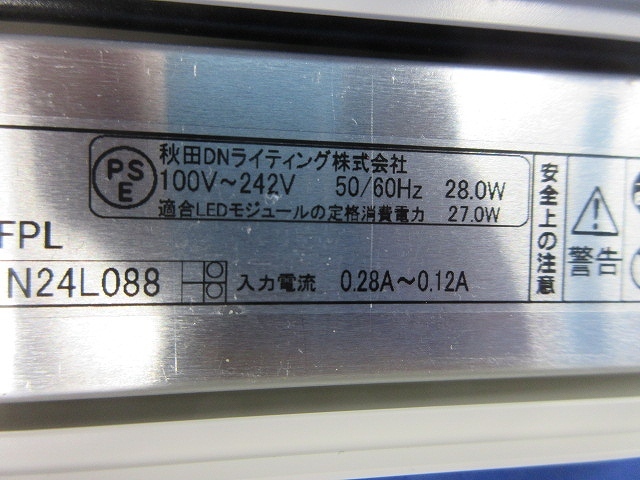 PS
E
秋田DNライティング株式会社
100V～242V 50/60Hz 28.0W
適合LEDモジュールの定格消費電力 27.0W
FPL
N24L088
入力電流 0.28A～0.12A
安全上の注意
警告